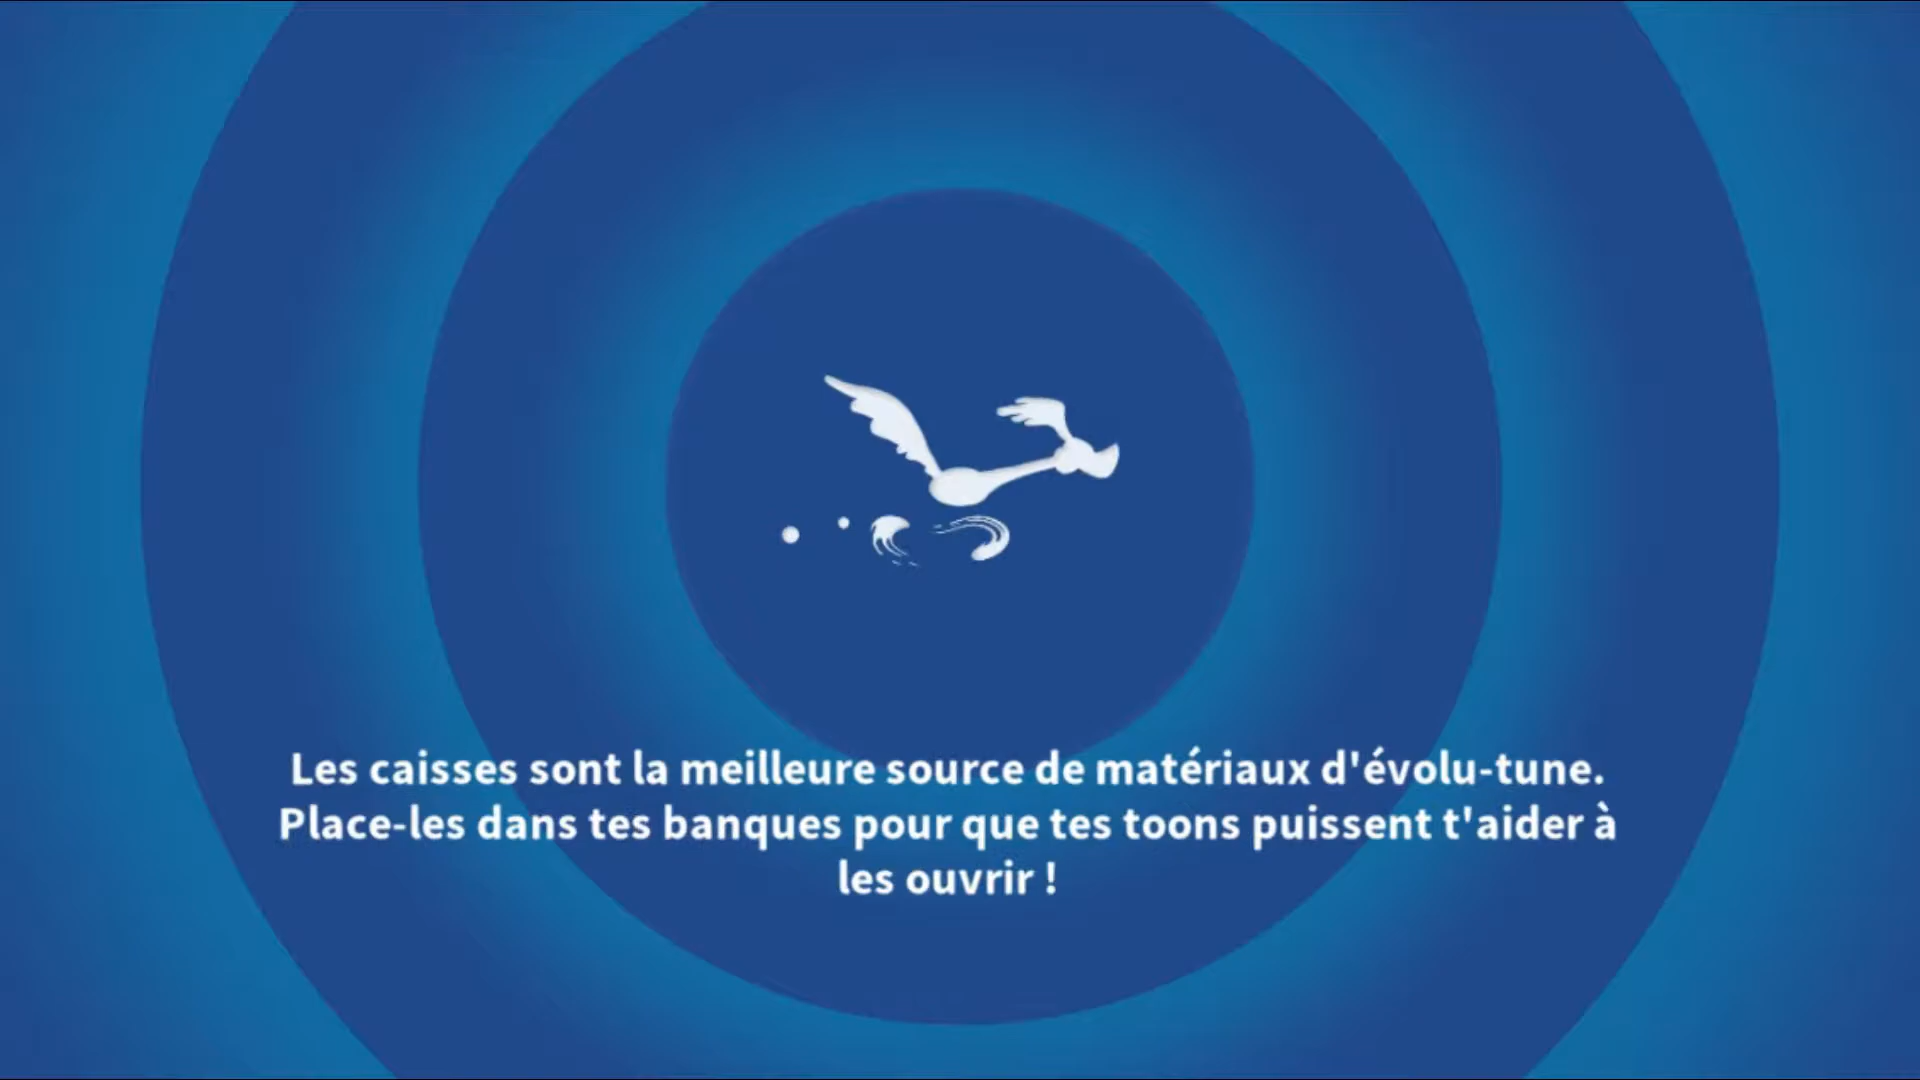 Les caisses sont la meilleure source de matériaux d'évolu-tune.
Place-les dans tes banques pour que tes toons puissent t'aider à
les ouvrir !